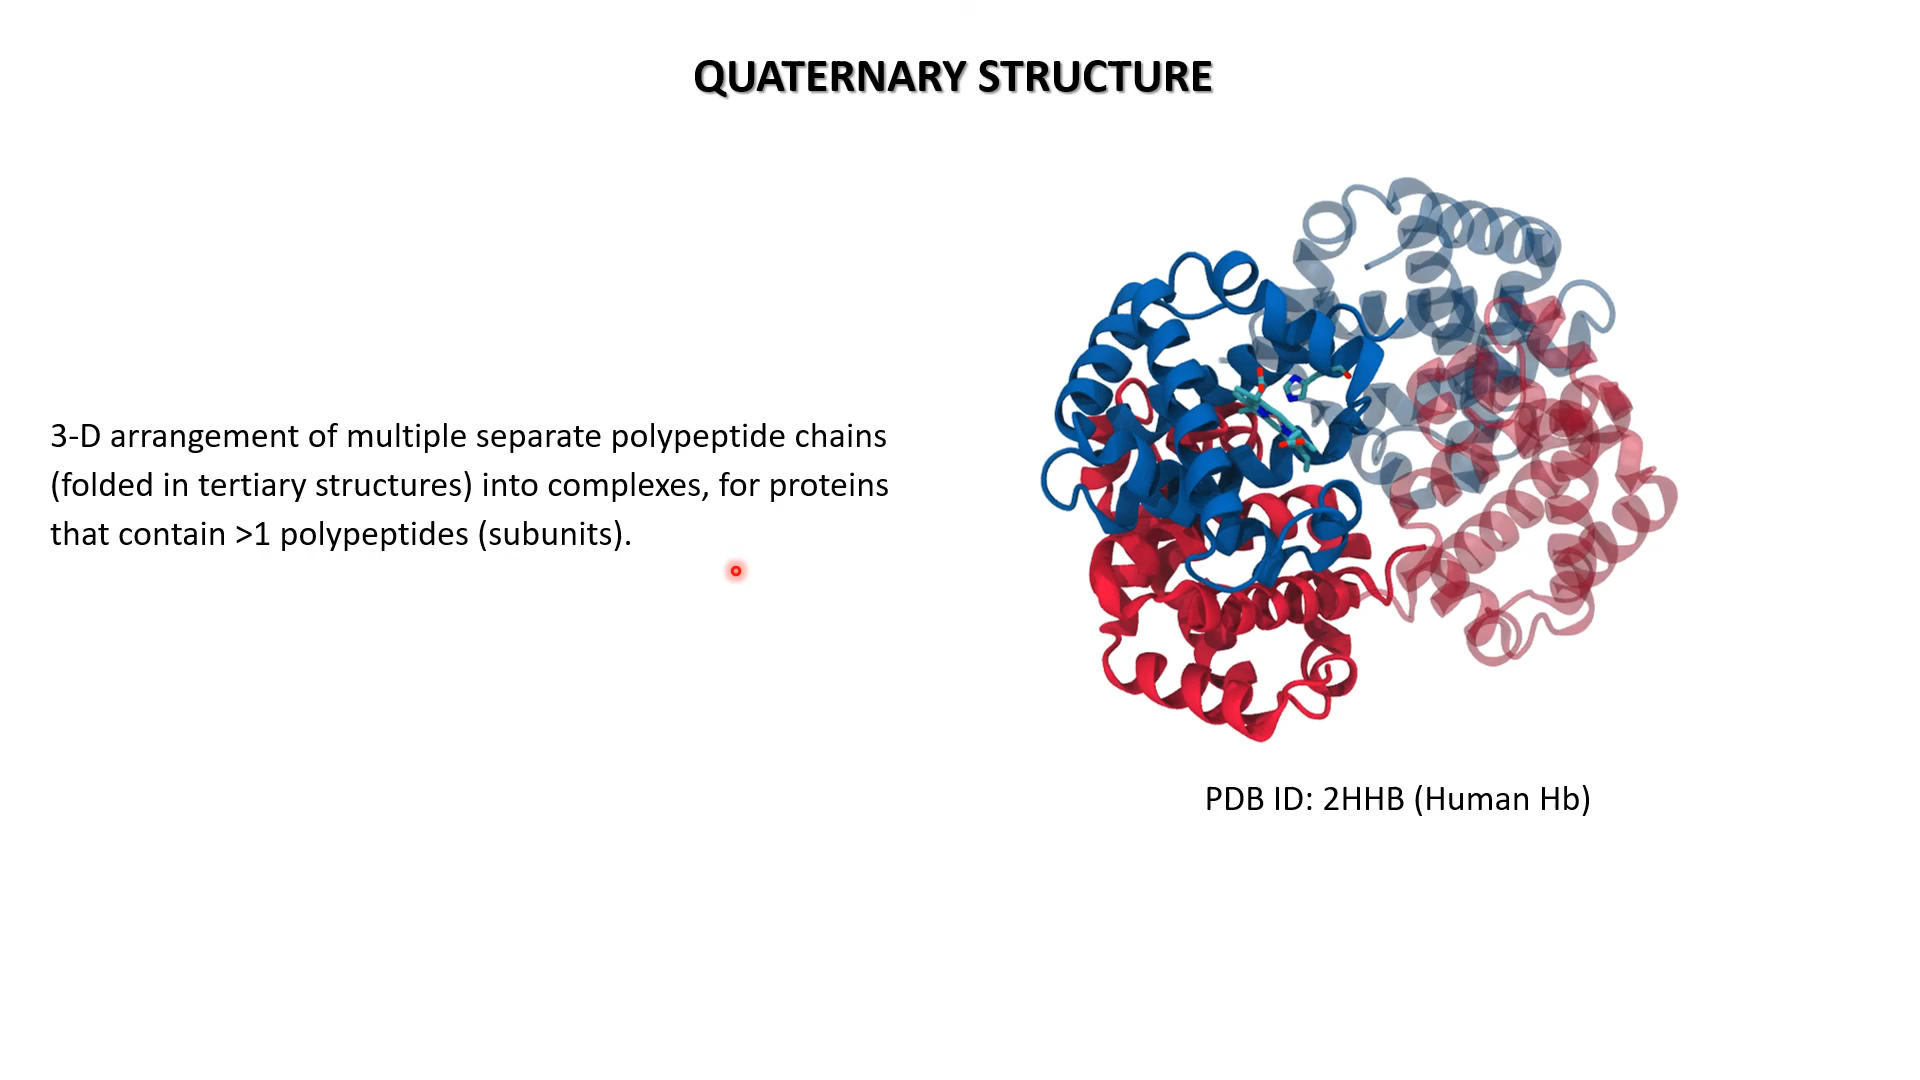 QUATERNARY STRUCTURE
3-D arrangement of multiple separate polypeptide chains
(folded in tertiary structures) into complexes, for proteins
that contain >1 polypeptides (subunits).
PDB ID: 2HHB (Human Hb)